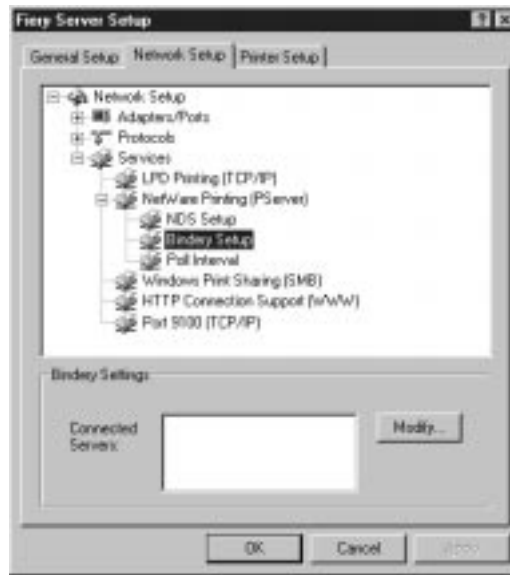 Fiery Server Setup
General Setup Network Setup Printer Setup
Network Setup
Adapters/Ports
Protocols
Services
LPD Printing (TCP/IP)
NetWare Printing (PServer)
NDS Setup
Bindery Setup
Poll Interval
Windows Print Sharing (SMB)
HTTP Connection Support (WWW)
Port 9100 (TCP/IP)
Bindery Settings
Connected
Servers:
Modify...
OK Cancel Apply